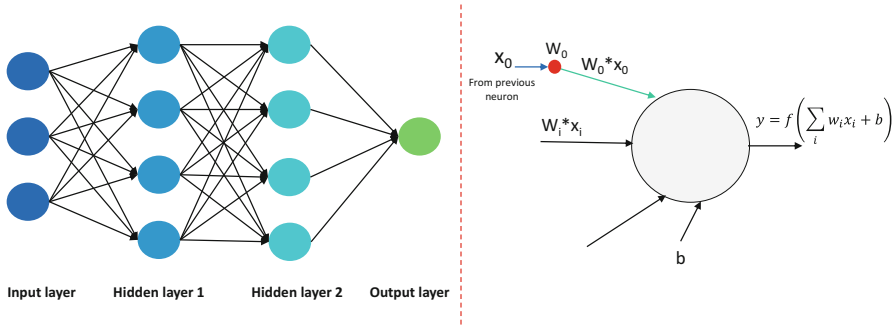 Input layer
Hidden layer 1
Hidden layer 2
Output layer
x₀
W₀
From previous
neuron
W₀*x₀
Wᵢ*xᵢ
b
y = f(∑ᵢ wᵢxᵢ + b)